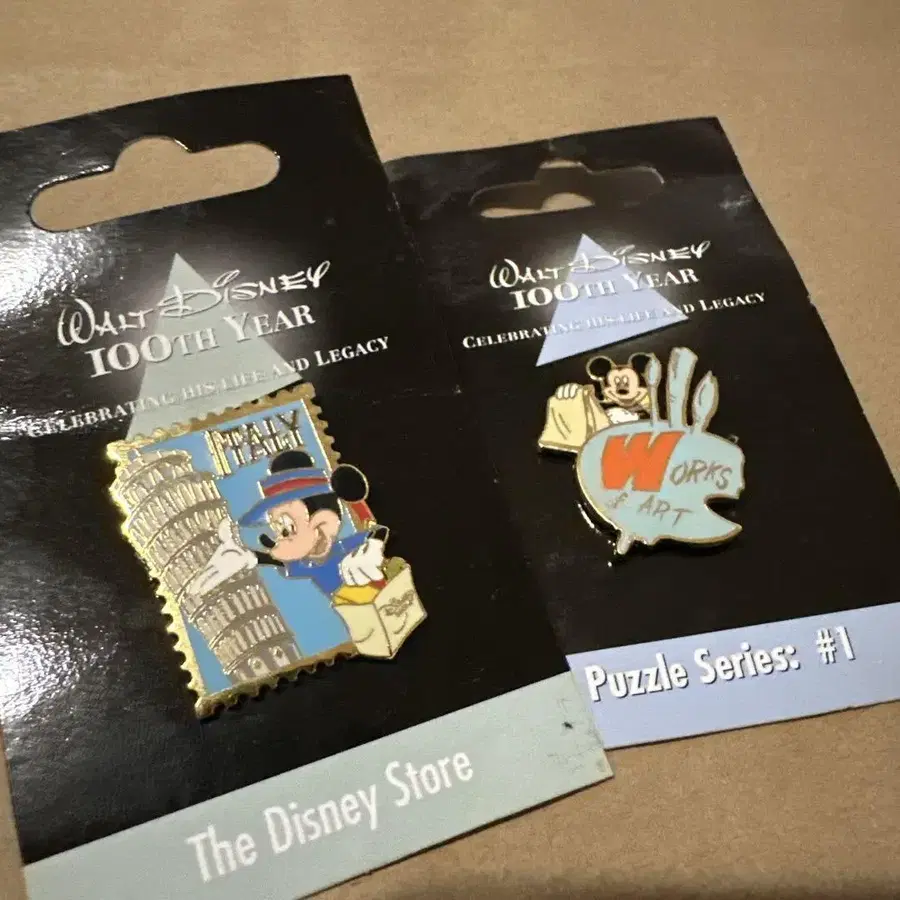 WALT DISNEY
100TH YEAR
CELEBRATING HIS LIFE AND LEGACY
ITALY
The Disney Store
WALT DISNEY
100TH YEAR
CELEBRATING HIS LIFE AND LEGACY
WORKS
of ART
Puzzle Series: #1